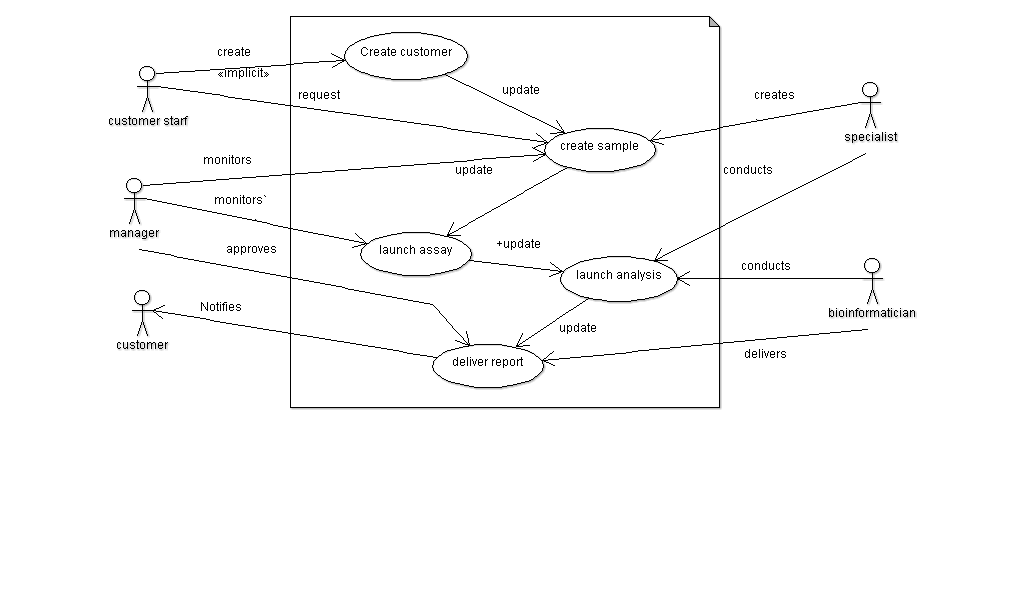 create
Create customer
«implicit»
request
update
creates
customer starf
create sample
specialist
monitors
update
conducts
monitors`
manager
approves
launch assay
+update
conducts
launch analysis
Notifies
bioinformatician
update
customer
deliver report
delivers